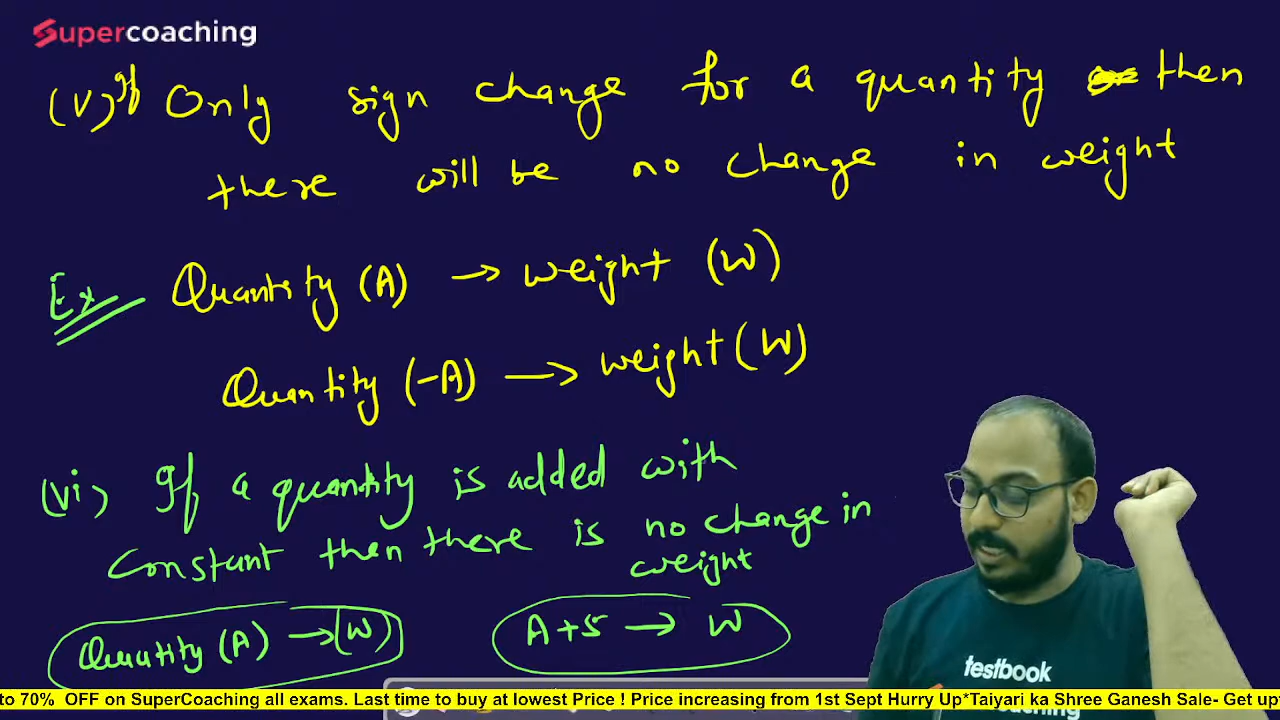 Supercoaching
(v) If Only sign change for a quantity then
there will be no change in weight
Ex Quantity (A) → weight (W)
Quantity (-A) → weight (W)
(vi) If a quantity is added with
Constant then there is no change in
weight
Quantity (A) → (W) A+5 → W
testbook
coaching
to 70% OFF on SuperCoaching all exams. Last time to buy at lowest Price ! Price increasing from 1st Sept Hurry Up*Taiyari ka Shree Ganesh Sale- Get up